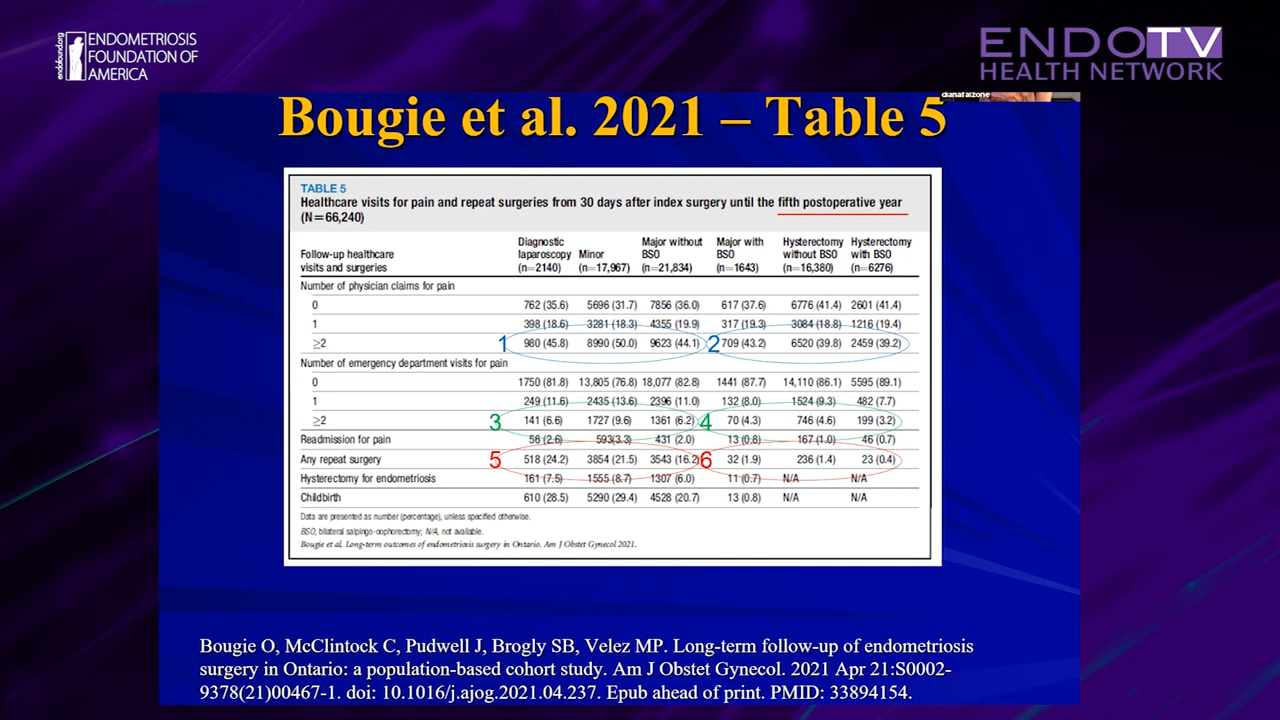 endofound.org
ENDOMETRIOSIS
FOUNDATION OF
AMERICA
ENDOTV
HEALTH NETWORK
dianafalzone
Bougie et al. 2021 – Table 5
TABLE 5
Healthcare visits for pain and repeat surgeries from 30 days after index surgery until the fifth postoperative year
(N=66,240)
Follow-up healthcare visits and surgeries Diagnostic laparoscopy (n=2140) Minor (n=17,967) Major without BSO (n=21,834) Major with BSO (n=1643) Hysterectomy without BSO (n=16,380) Hysterectomy with BSO (n=6276)
Number of physician claims for pain
0 762 (35.6) 5696 (31.7) 7856 (36.0) 617 (37.6) 6776 (41.4) 2601 (41.4)
1 398 (18.6) 3281 (18.3) 4355 (19.9) 317 (19.3) 3084 (18.8) 1216 (19.4)
≥2 1 980 (45.8) 8990 (50.0) 9623 (44.1) 2 709 (43.2) 6520 (39.8) 2459 (39.2)
Number of emergency department visits for pain
0 1750 (81.8) 13,805 (76.8) 18,077 (82.8) 1441 (87.7) 14,110 (86.1) 5595 (89.1)
1 249 (11.6) 2435 (13.6) 2396 (11.0) 132 (8.0) 1524 (9.3) 482 (7.7)
≥2 3 141 (6.6) 1727 (9.6) 1361 (6.2) 4 70 (4.3) 746 (4.6) 199 (3.2)
Readmission for pain 56 (2.6) 593(3.3) 431 (2.0) 13 (0.8) 167 (1.0) 46 (0.7)
Any repeat surgery 5 518 (24.2) 3854 (21.5) 3543 (16.2) 6 32 (1.9) 236 (1.4) 23 (0.4)
Hysterectomy for endometriosis 161 (7.5) 1555 (8.7) 1307 (6.0) 11 (0.7) N/A N/A
Childbirth 610 (28.5) 5290 (29.4) 4528 (20.7) 13 (0.8) N/A N/A
Data are presented as number (percentage), unless specified otherwise.
BSO, bilateral salpingo-oophorectomy; N/A, not available.
Bougie et al. Long-term outcomes of endometriosis surgery in Ontario. Am J Obstet Gynecol 2021.
Bougie O, McClintock C, Pudwell J, Brogly SB, Velez MP. Long-term follow-up of endometriosis
surgery in Ontario: a population-based cohort study. Am J Obstet Gynecol. 2021 Apr 21:S0002-
9378(21)00467-1. doi: 10.1016/j.ajog.2021.04.237. Epub ahead of print. PMID: 33894154.